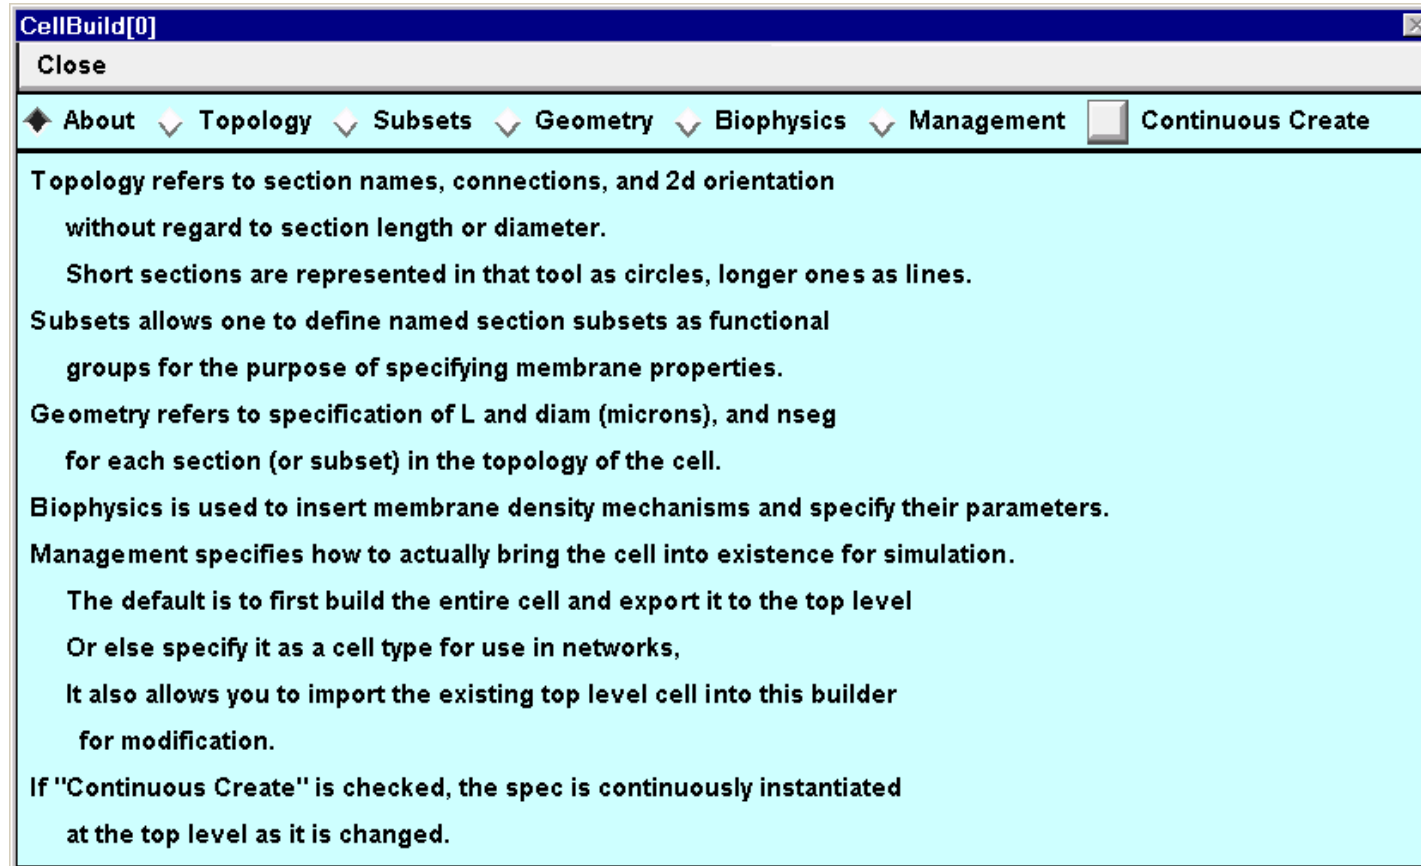 CellBuild[0]
Close
About Topology Subsets Geometry Biophysics Management Continuous Create
Topology refers to section names, connections, and 2d orientation
without regard to section length or diameter.
Short sections are represented in that tool as circles, longer ones as lines.
Subsets allows one to define named section subsets as functional
groups for the purpose of specifying membrane properties.
Geometry refers to specification of L and diam (microns), and nseg
for each section (or subset) in the topology of the cell.
Biophysics is used to insert membrane density mechanisms and specify their parameters.
Management specifies how to actually bring the cell into existence for simulation.
The default is to first build the entire cell and export it to the top level
Or else specify it as a cell type for use in networks,
It also allows you to import the existing top level cell into this builder
for modification.
If "Continuous Create" is checked, the spec is continuously instantiated
at the top level as it is changed.